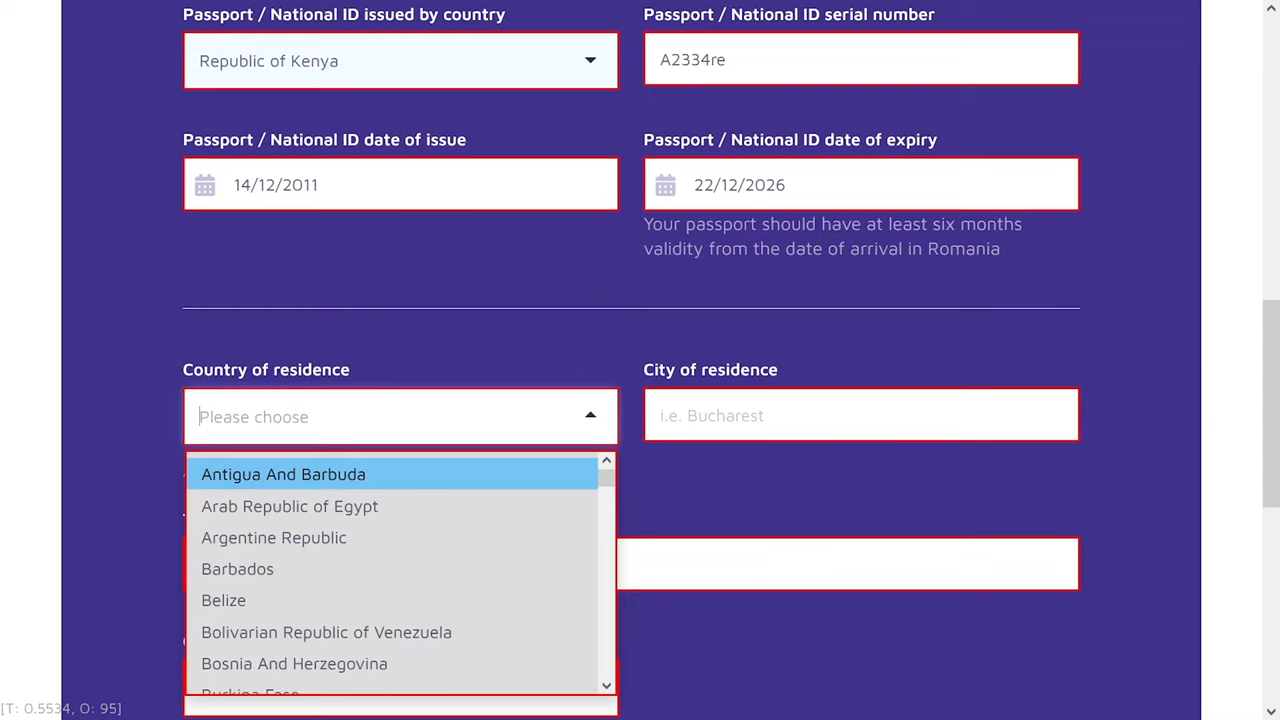 Passport / National ID issued by country
Passport / National ID serial number
Republic of Kenya
A2334re
Passport / National ID date of issue
Passport / National ID date of expiry
14/12/2011
22/12/2026
Your passport should have at least six months
validity from the date of arrival in Romania
Country of residence
City of residence
Please choose
i.e. Bucharest
Antigua And Barbuda
Arab Republic of Egypt
Argentine Republic
Barbados
Belize
Bolivarian Republic of Venezuela
Bosnia And Herzegovina
Burkina Faso
[T: 0.5534, O: 95]